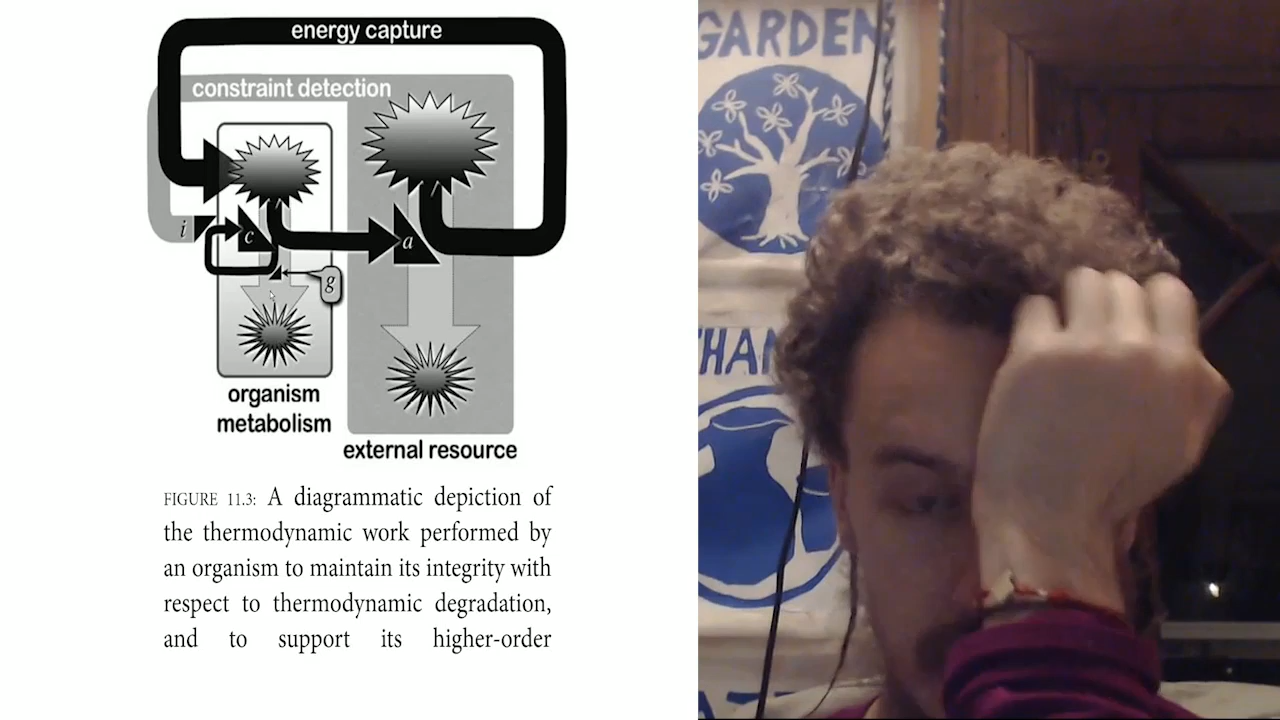 energy capture
constraint detection
i
c
a
g
organism
metabolism
external resource
FIGURE 11.3: A diagrammatic depiction of
the thermodynamic work performed by
an organism to maintain its integrity with
respect to thermodynamic degradation,
and to support its higher-order
GARDEN